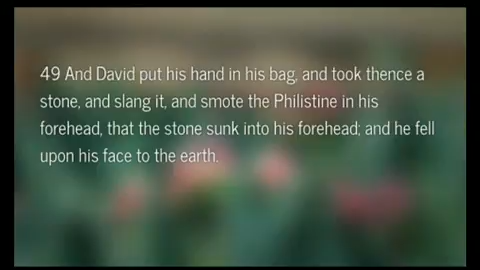 49 And David put his hand in his bag, and took thence a
stone, and slang it, and smote the Philistine in his
forehead, that the stone sunk into his forehead; and he fell
upon his face to the earth.